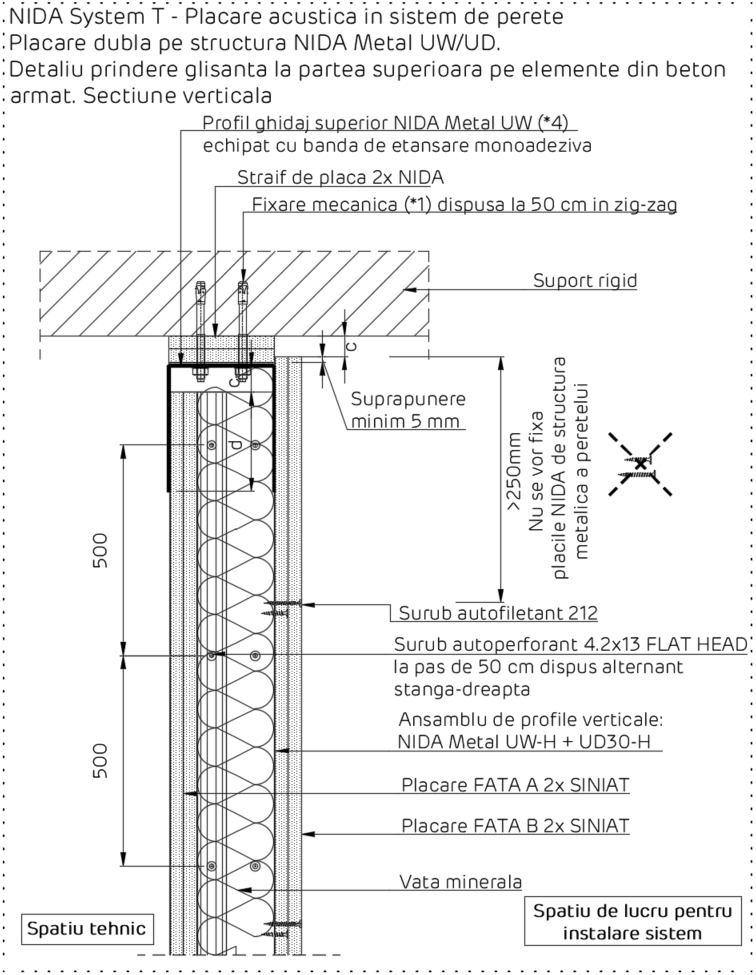 NIDA System T - Placare acustica in sistem de perete
Placare dubla pe structura NIDA Metal UW/UD.
Detaliu prindere glisanta la partea superioara pe elemente din beton
armat. Sectiune verticala
Profil ghidaj superior NIDA Metal UW (*4)
echipat cu banda de etansare monoadeziva
Straif de placa 2x NIDA
Fixare mecanica (*1) dispusa la 50 cm in zig-zag
Suport rigid
c
c
d
Suprapunere
minim 5 mm
>250mm
Nu se vor fixa
placile NIDA de structura
metalica a peretelui
500
500
Surub autofiletant 212
Surub autoperforant 4.2x13 FLAT HEAD
la pas de 50 cm dispus alternant
stanga-dreapta
Ansamblu de profile verticale:
NIDA Metal UW-H + UD30-H
Placare FATA A 2x SINIAT
Placare FATA B 2x SINIAT
Vata minerala
Spatiu tehnic
Spatiu de lucru pentru
instalare sistem